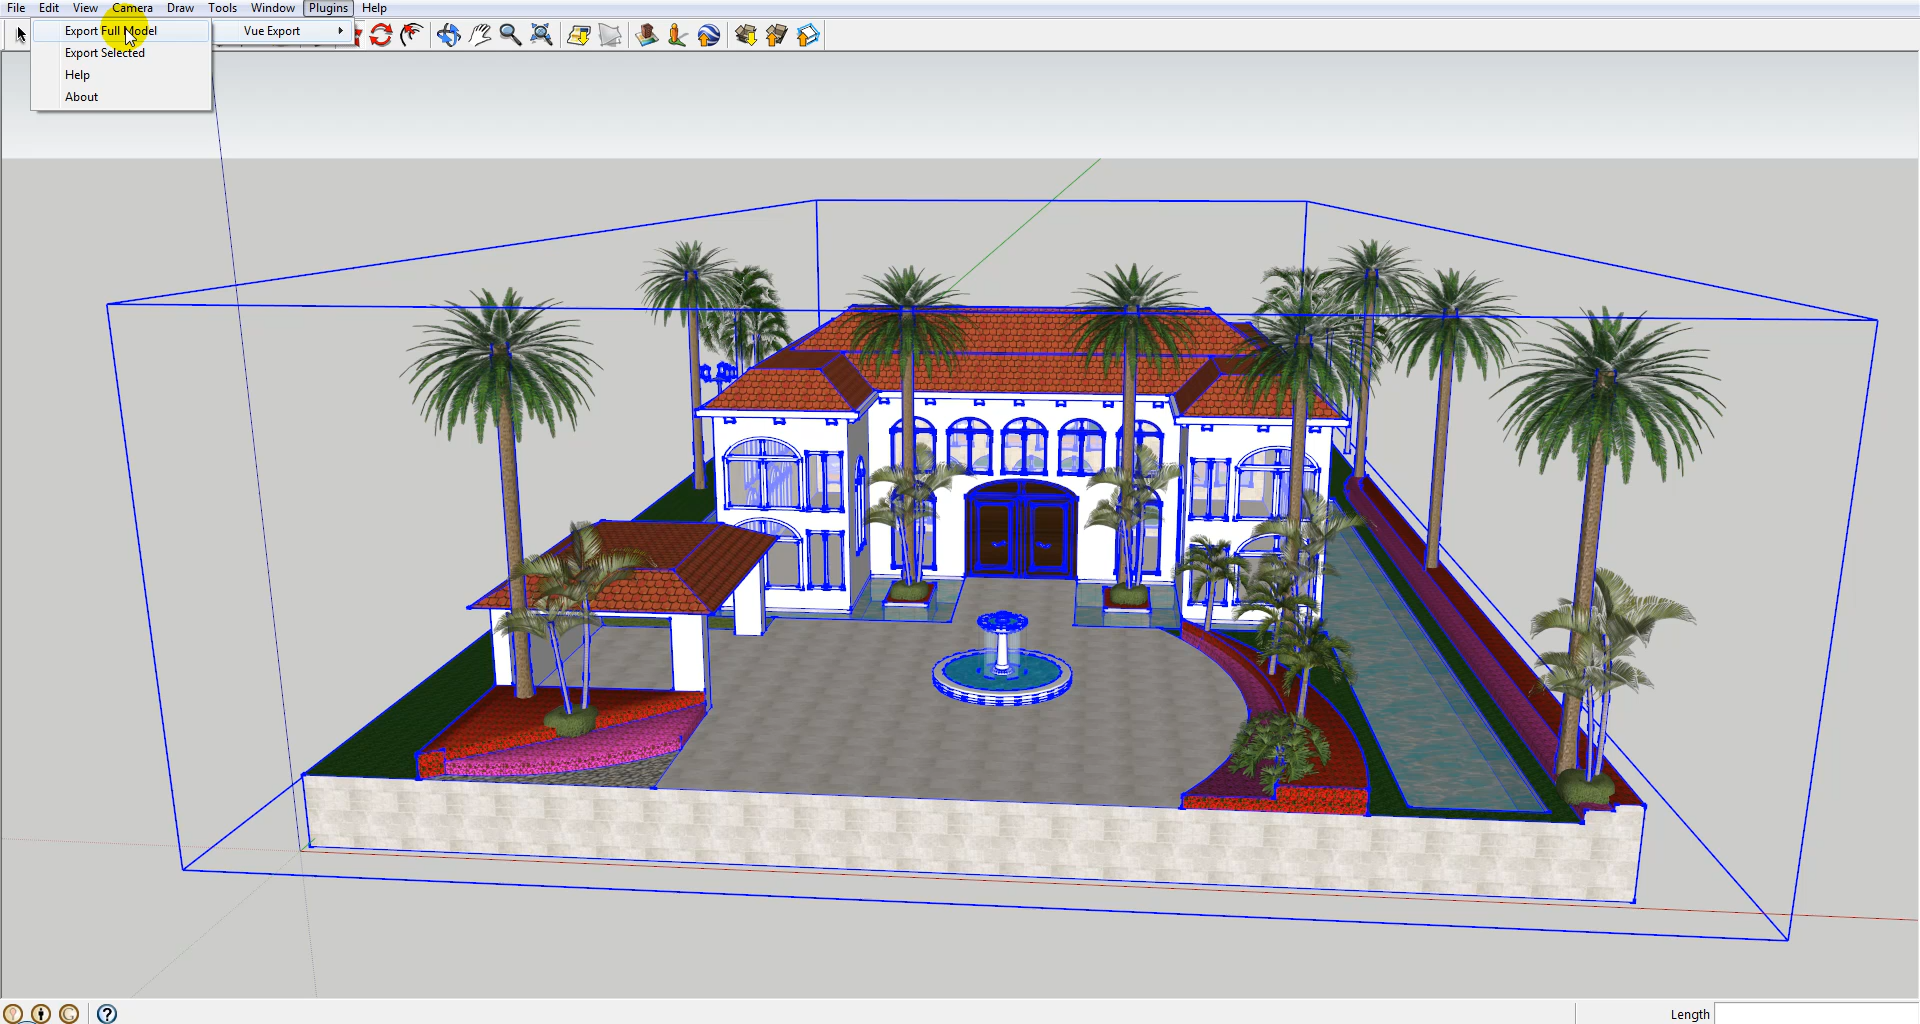 File Edit View Camera Draw Tools Window Plugins Help
Export Full Model
Vue Export
Export Selected
Help
About
Length